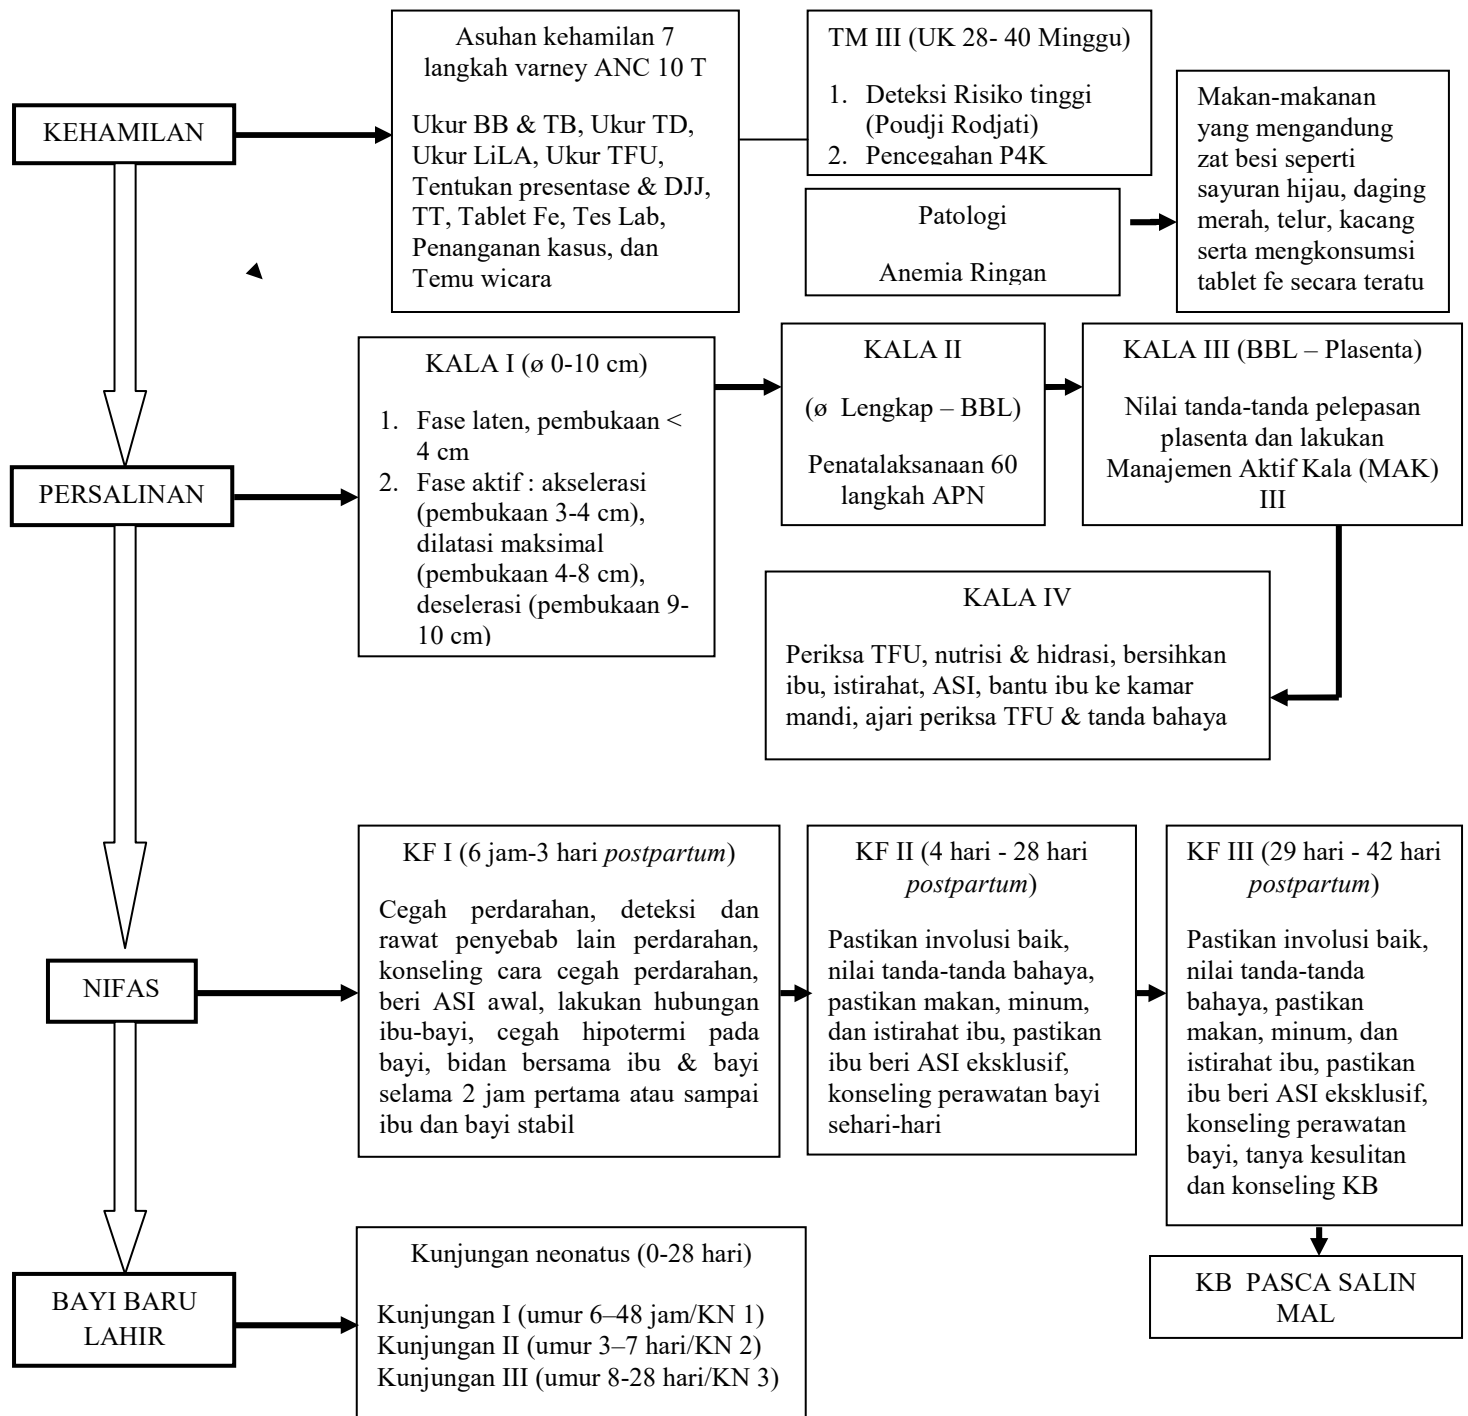 KEHAMILAN
Asuhan kehamilan 7
langkah varney ANC 10 T
Ukur BB & TB, Ukur TD,
Ukur LiLA, Ukur TFU,
Tentukan presentase & DJJ,
TT, Tablet Fe, Tes Lab,
Penanganan kasus, dan
Temu wicara
TM III (UK 28- 40 Minggu)
1. Deteksi Risiko tinggi
(Poudji Rodjati)
2. Pencegahan P4K
Patologi
Anemia Ringan
Makan-makanan
yang mengandung
zat besi seperti
sayuran hijau, daging
merah, telur, kacang
serta mengkonsumsi
tablet fe secara teratu
PERSALINAN
KALA I (ø 0-10 cm)
1. Fase laten, pembukaan <
4 cm
2. Fase aktif : akselerasi
(pembukaan 3-4 cm),
dilatasi maksimal
(pembukaan 4-8 cm),
deselerasi (pembukaan 9-
10 cm)
KALA II
(ø Lengkap – BBL)
Penatalaksanaan 60
langkah APN
KALA III (BBL – Plasenta)
Nilai tanda-tanda pelepasan
plasenta dan lakukan
Manajemen Aktif Kala (MAK)
III
KALA IV
Periksa TFU, nutrisi & hidrasi, bersihkan
ibu, istirahat, ASI, bantu ibu ke kamar
mandi, ajari periksa TFU & tanda bahaya
NIFAS
KF I (6 jam-3 hari postpartum)
Cegah perdarahan, deteksi dan
rawat penyebab lain perdarahan,
konseling cara cegah perdarahan,
beri ASI awal, lakukan hubungan
ibu-bayi, cegah hipotermi pada
bayi, bidan bersama ibu & bayi
selama 2 jam pertama atau sampai
ibu dan bayi stabil
KF II (4 hari - 28 hari
postpartum)
Pastikan involusi baik,
nilai tanda-tanda bahaya,
pastikan makan, minum,
dan istirahat ibu, pastikan
ibu beri ASI eksklusif,
konseling perawatan bayi
sehari-hari
KF III (29 hari - 42 hari
postpartum)
Pastikan involusi baik,
nilai tanda-tanda
bahaya, pastikan
makan, minum, dan
istirahat ibu, pastikan
ibu beri ASI eksklusif,
konseling perawatan
bayi, tanya kesulitan
dan konseling KB
KB PASCA SALIN
MAL
BAYI BARU
LAHIR
Kunjungan neonatus (0-28 hari)
Kunjungan I (umur 6–48 jam/KN 1)
Kunjungan II (umur 3–7 hari/KN 2)
Kunjungan III (umur 8-28 hari/KN 3)